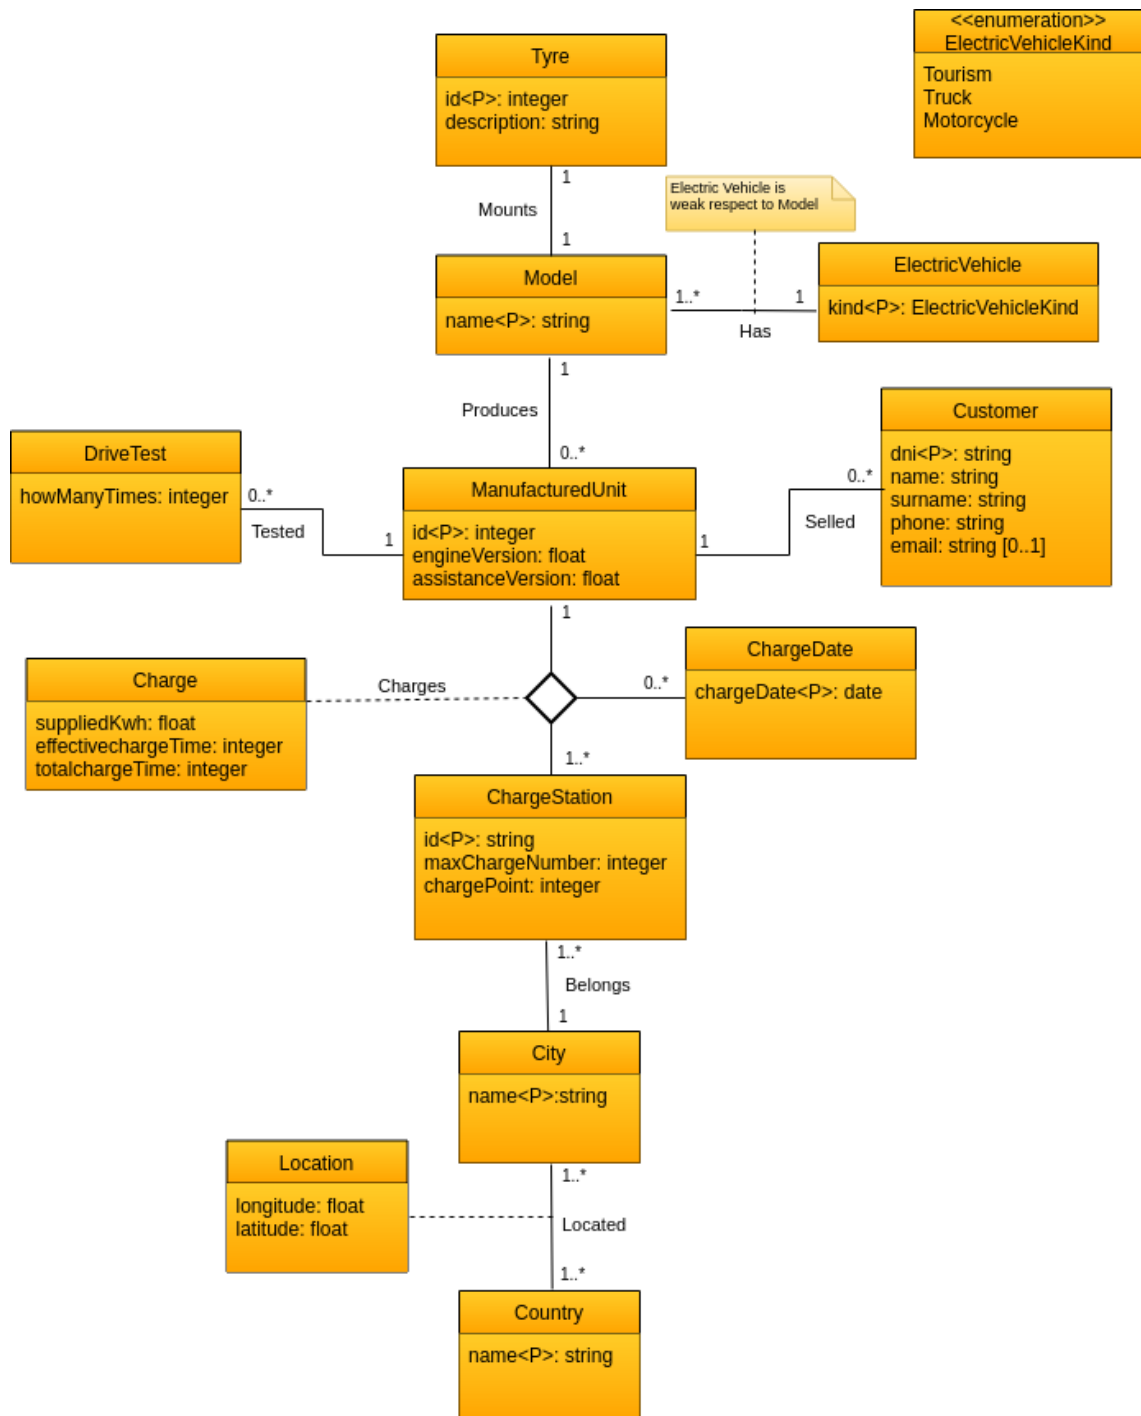 <<enumeration>>
ElectricVehicleKind
Tourism
Truck
Motorcycle
Tyre
id<P>: integer
description: string
1
Mounts
1
Electric Vehicle is
weak respect to Model
Model
name<P>: string
1..*
1
Has
ElectricVehicle
kind<P>: ElectricVehicleKind
1
Produces
0..*
Customer
dni<P>: string
name: string
surname: string
phone: string
email: string [0..1]
DriveTest
howManyTimes: integer
0..*
Tested
1
ManufacturedUnit
id<P>: integer
engineVersion: float
assistanceVersion: float
0..*
Selled
1
1
Charge
suppliedKwh: float
effectivechargeTime: integer
totalchargeTime: integer
Charges
0..*
ChargeDate
chargeDate<P>: date
1..*
ChargeStation
id<P>: string
maxChargeNumber: integer
chargePoint: integer
1..*
Belongs
1
City
name<P>:string
Location
longitude: float
latitude: float
1..*
Located
1..*
Country
name<P>: string